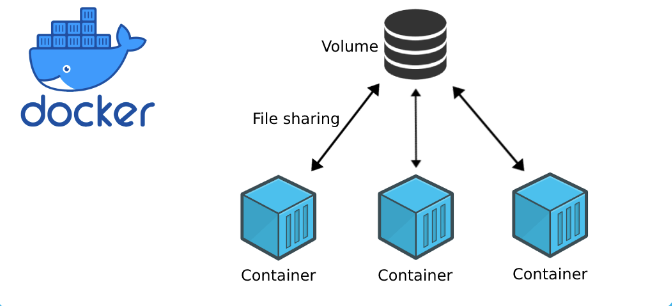 docker
Volume
File sharing
Container
Container
Container